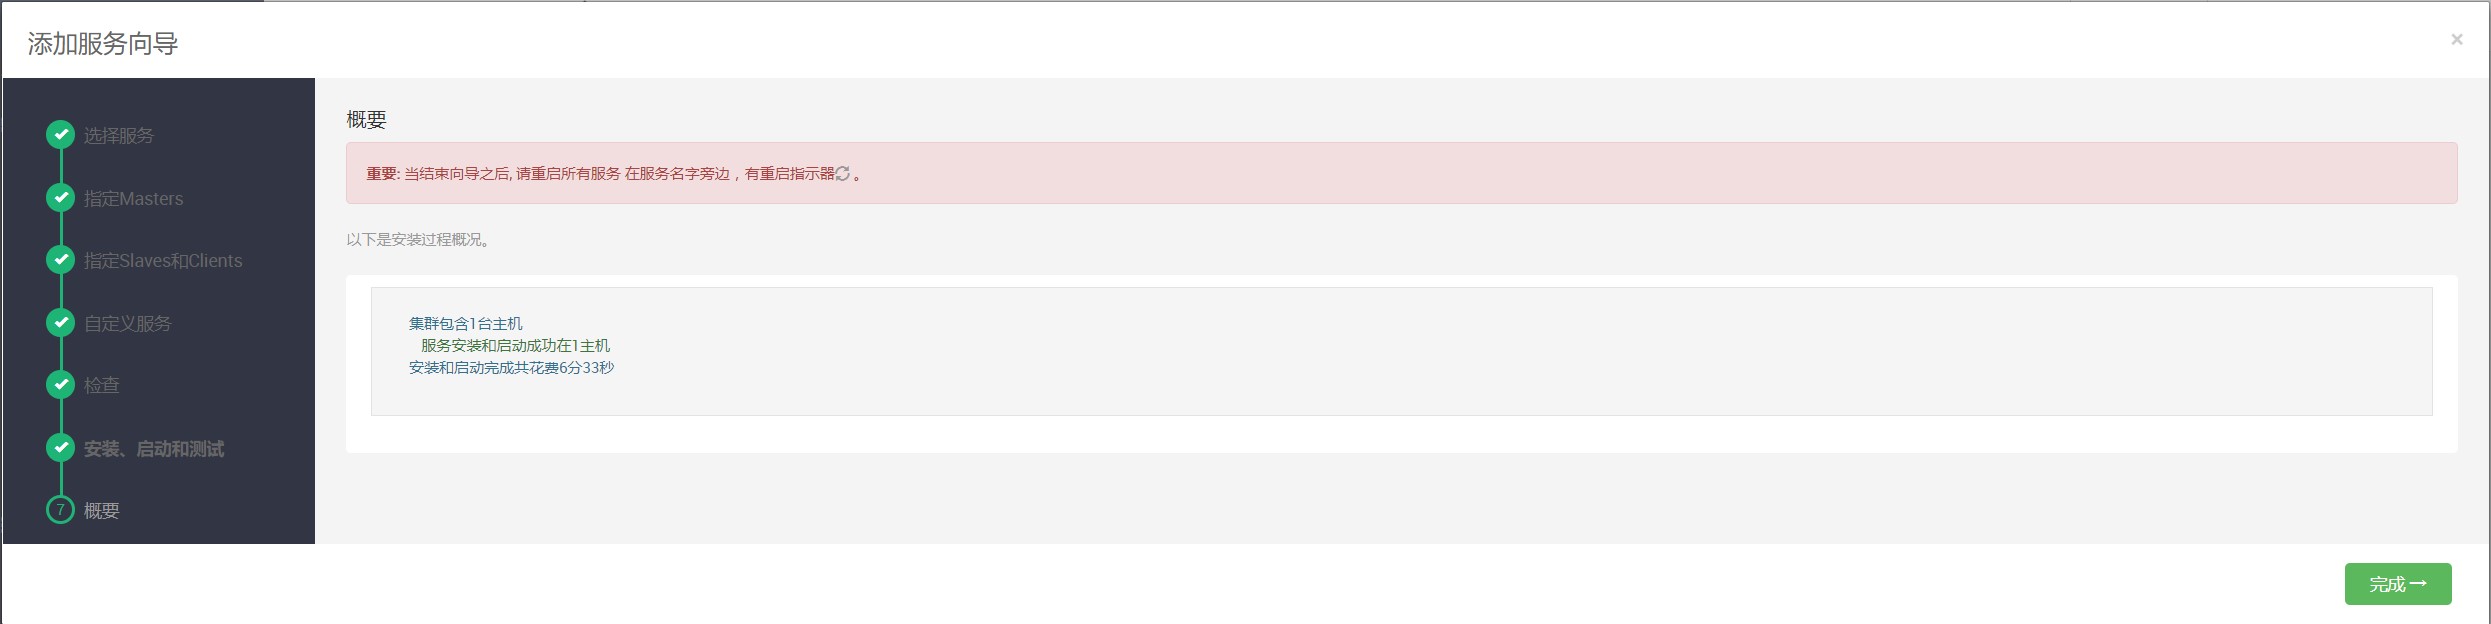 添加服务向导
×
选择服务
指定Masters
指定Slaves和Clients
自定义服务
检查
安装、启动和测试
7 概要
概要
重要: 当结束向导之后, 请重启所有服务 在服务名字旁边，有重启指示器 。
以下是安装过程概况。
集群包含1台主机
服务安装和启动成功在1主机
安装和启动完成共花费6分33秒
完成 →